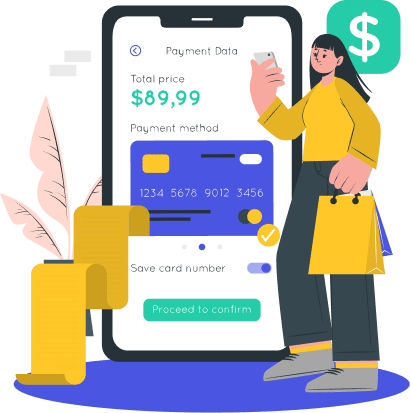 $
Payment Data
Total price
$89,99
Payment method
1234 5678 9012 3456
Save card number
Proceed to confirm